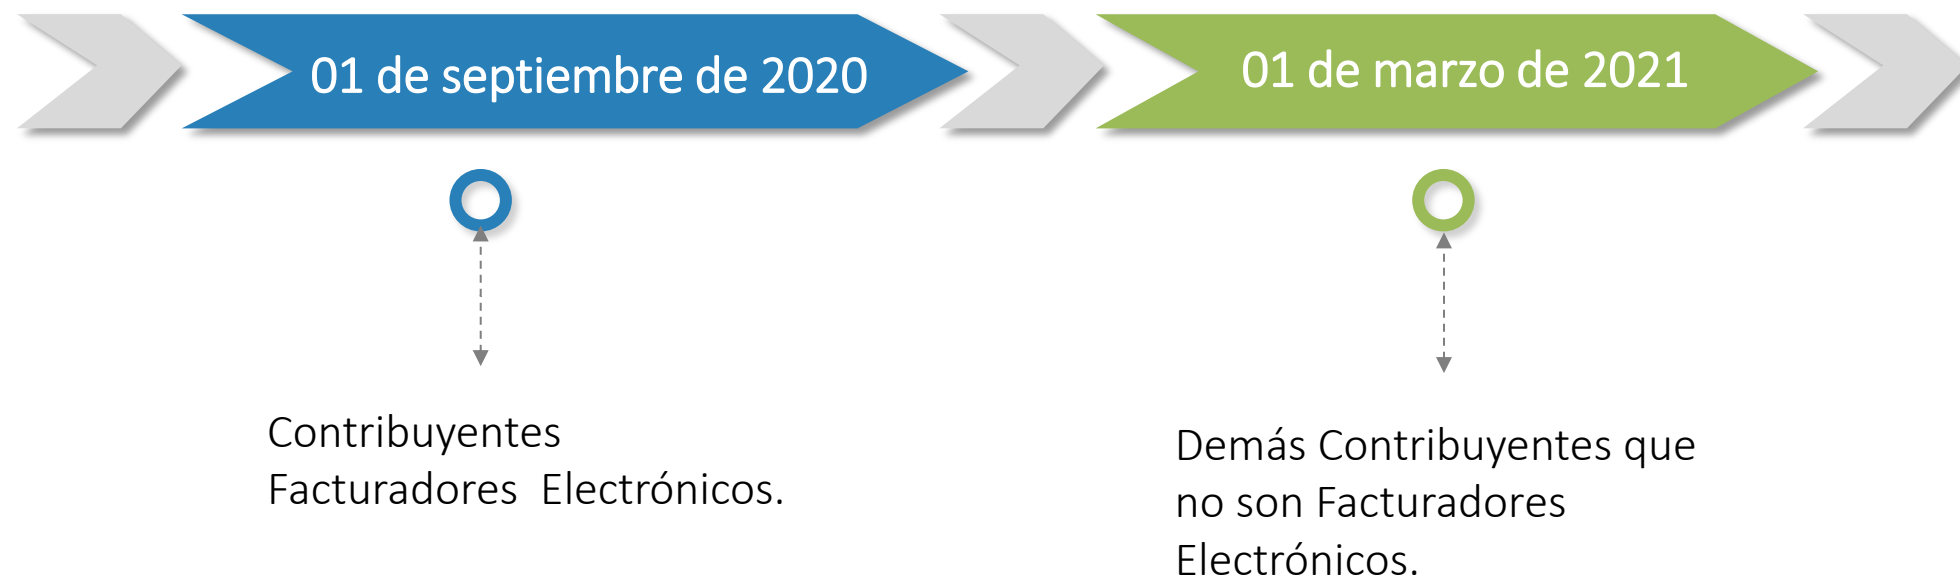 01 de septiembre de 2020
01 de marzo de 2021
Contribuyentes
Facturadores  Electrónicos.
Demás Contribuyentes que
no son Facturadores
Electrónicos.